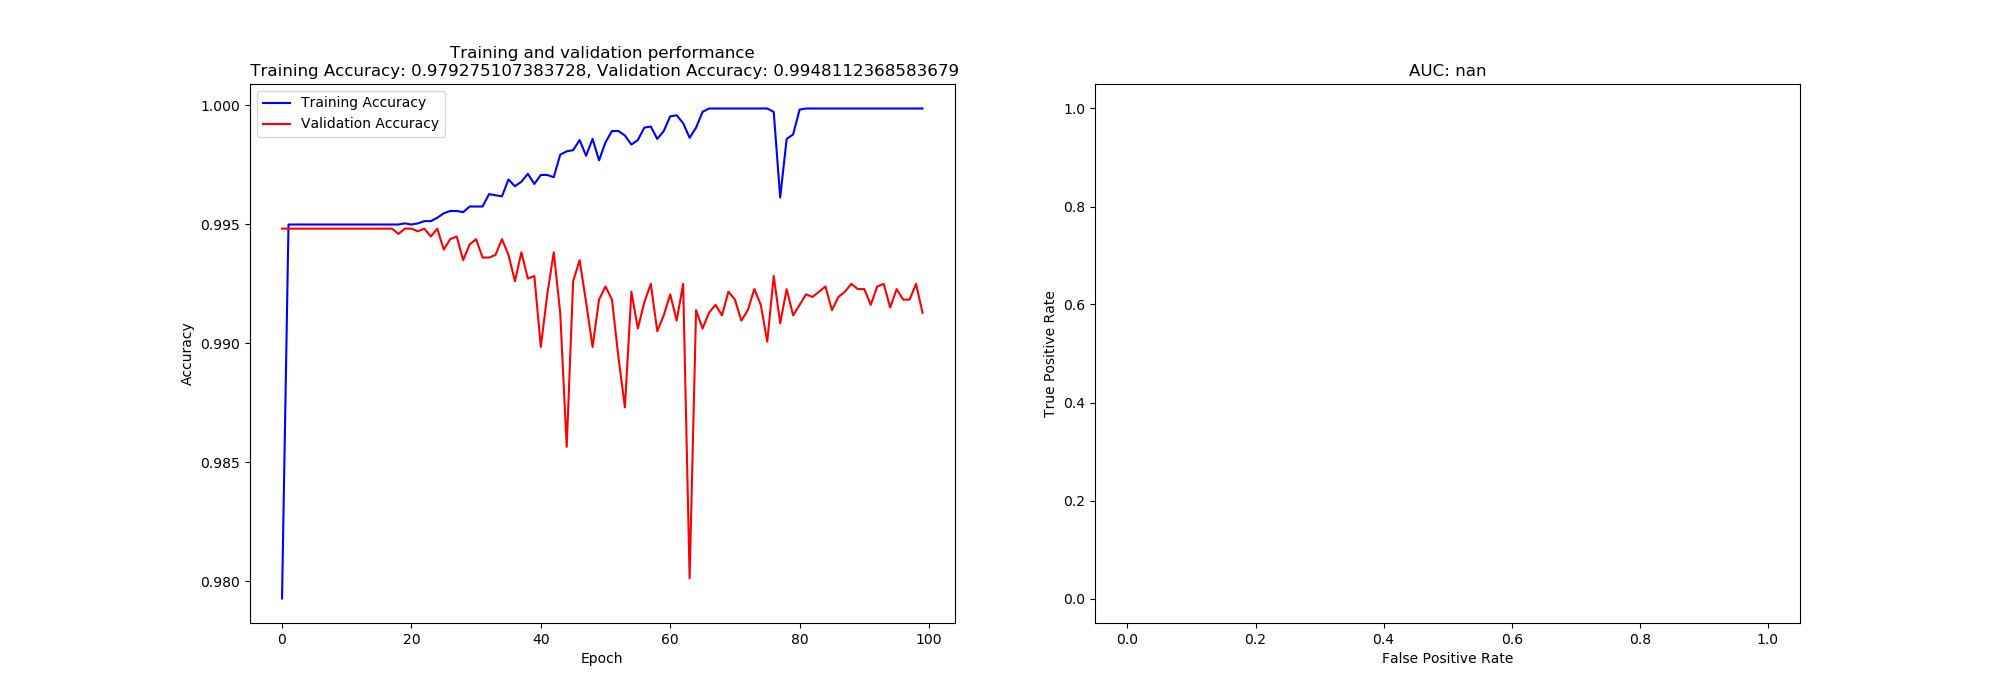 Training and validation performance
Training Accuracy: 0.979275107383728, Validation Accuracy: 0.9948112368583679
Training Accuracy
Validation Accuracy
1.000
0.995
0.990
0.985
0.980
Accuracy
0
20
40
60
80
100
Epoch
AUC: nan
1.0
0.8
0.6
0.4
0.2
0.0
True Positive Rate
0.0
0.2
0.4
0.6
0.8
1.0
False Positive Rate